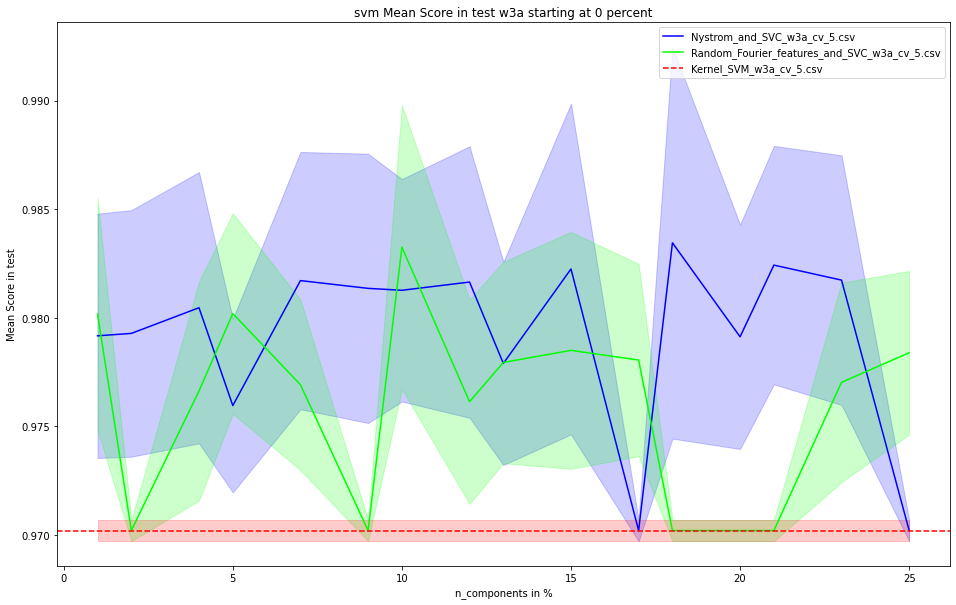 svm Mean Score in test w3a starting at 0 percent
Nystrom_and_SVC_w3a_cv_5.csv
Random_Fourier_features_and_SVC_w3a_cv_5.csv
Kernel_SVM_w3a_cv_5.csv
Mean Score in test
0.990
0.985
0.980
0.975
0.970
0 5 10 15 20 25
n_components in %